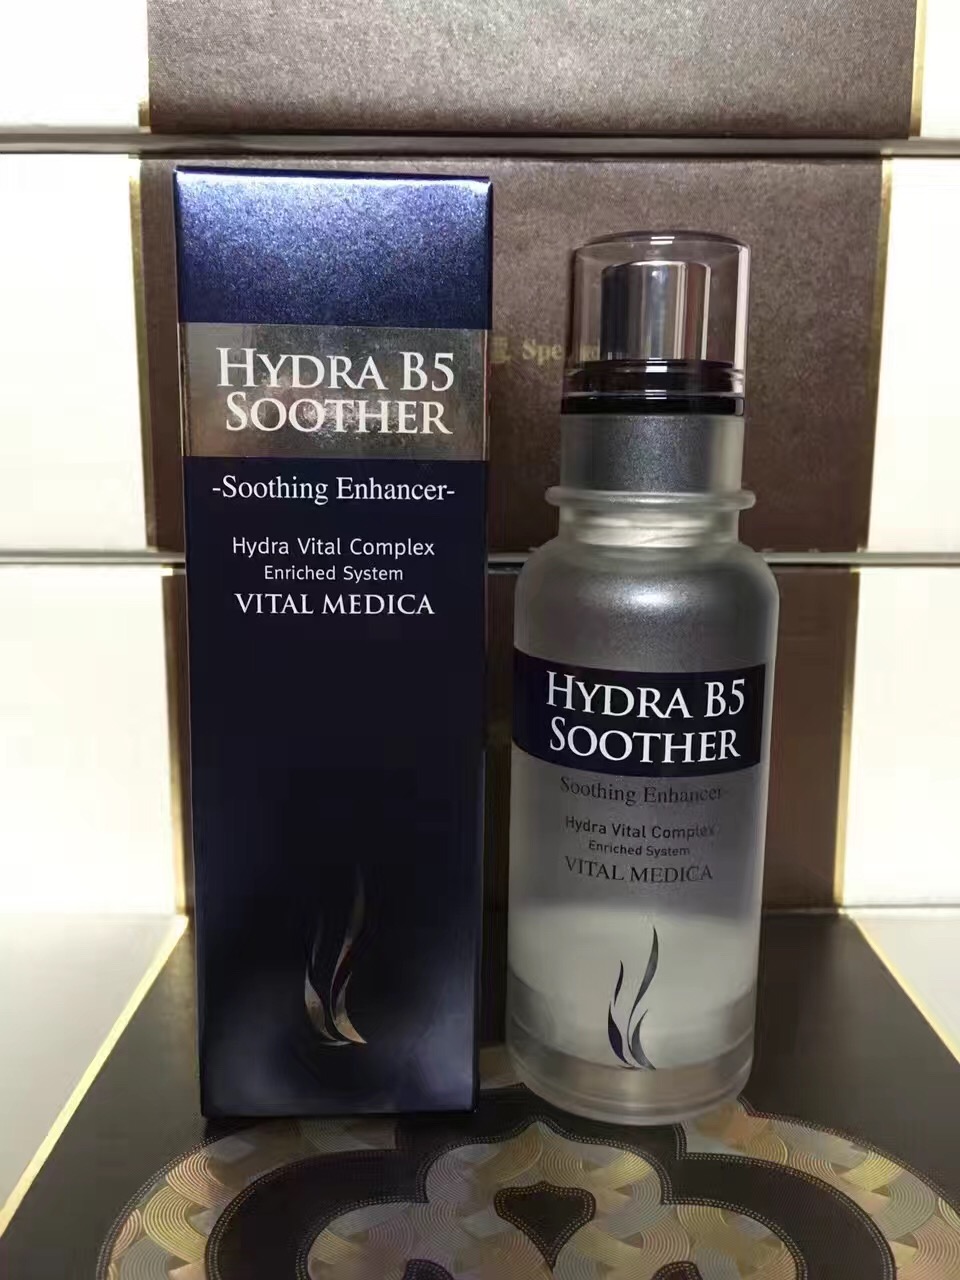 HYDRA B5
SOOTHER
-Soothing Enhancer-
Hydra Vital Complex
Enriched System
VITAL MEDICA
HYDRA B5
SOOTHER
Soothing Enhancer-
Hydra Vital Complex
Enriched System
VITAL MEDICA